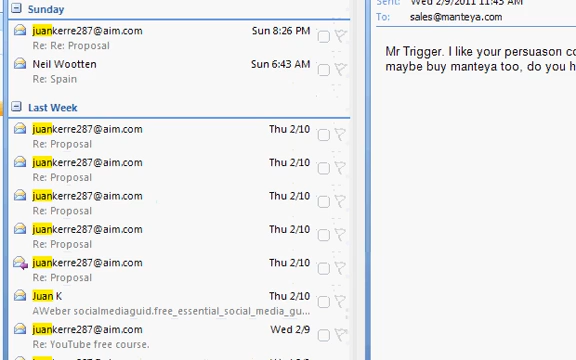 Sunday
juankerre287@aim.com Sun 8:26 PM
Re: Re: Proposal
Neil Wootten Sun 6:43 AM
Re: Spain
Last Week
juankerre287@aim.com Thu 2/10
Re: Proposal
juankerre287@aim.com Thu 2/10
Re: Proposal
juankerre287@aim.com Thu 2/10
Re: Proposal
juankerre287@aim.com Thu 2/10
Re: Proposal
juankerre287@aim.com Thu 2/10
Re: Proposal
Juan K Thu 2/10
AWeber socialmediaguid.free_essential_social_media_gu...
juankerre287@aim.com Wed 2/9
Re: YouTube free course.
Sent: Wed 2/9/2011 11:43 AM
To: sales@manteya.com
Mr Trigger. I like your persuason co
maybe buy manteya too, do you h